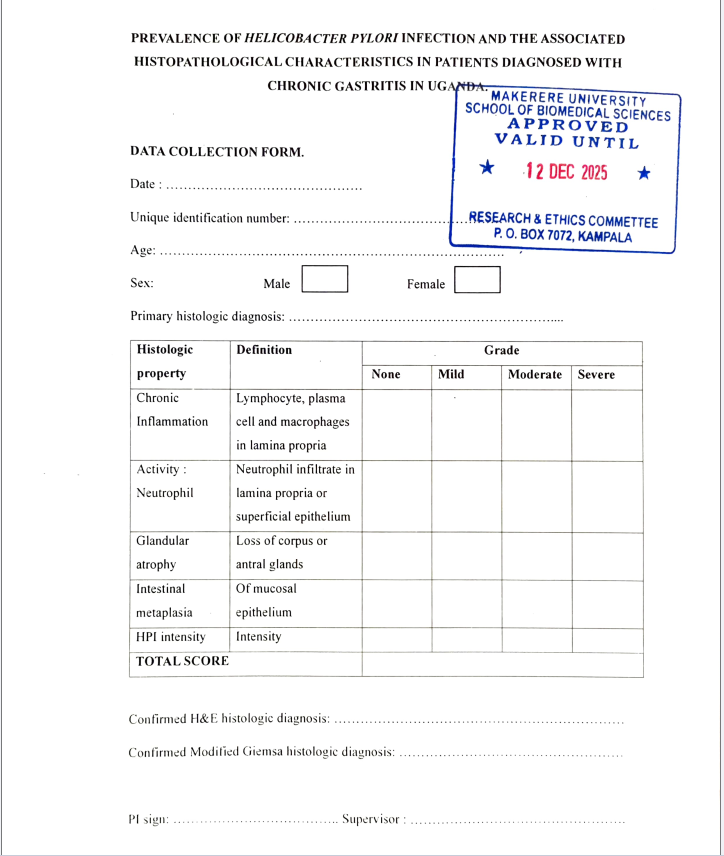 PREVALENCE OF HELICOBACTER PYLORI INFECTION AND THE ASSOCIATED
HISTOPATHOLOGICAL CHARACTERISTICS IN PATIENTS DIAGNOSED WITH
CHRONIC GASTRITIS IN UGANDA.
MAKERERE UNIVERSITY
SCHOOL OF BIOMEDICAL SCIENCES
APPROVED
VALID UNTIL
★ 12 DEC 2025 ★
RESEARCH & ETHICS COMMETTEE
P. O. BOX 7072, KAMPALA
DATA COLLECTION FORM.
Date : ………………………………………
Unique identification number: ……………………………………
Age: ……………………………………………………………………
Sex: Male Female
Primary histologic diagnosis: ………………………………………………………....
Histologic property Definition Grade
None Mild Moderate Severe
Chronic Lymphocyte, plasma
Inflammation cell and macrophages
in lamina propria
Activity : Neutrophil infiltrate in
Neutrophil lamina propria or
superficial epithelium
Glandular Loss of corpus or
atrophy antral glands
Intestinal Of mucosal
metaplasia epithelium
HPI intensity Intensity
TOTAL SCORE
Confirmed H&E histologic diagnosis: …………………………………………………………
Confirmed Modified Giemsa histologic diagnosis: ……………………………………………
PI sign: ……………………………….. Supervisor : …………………………………………